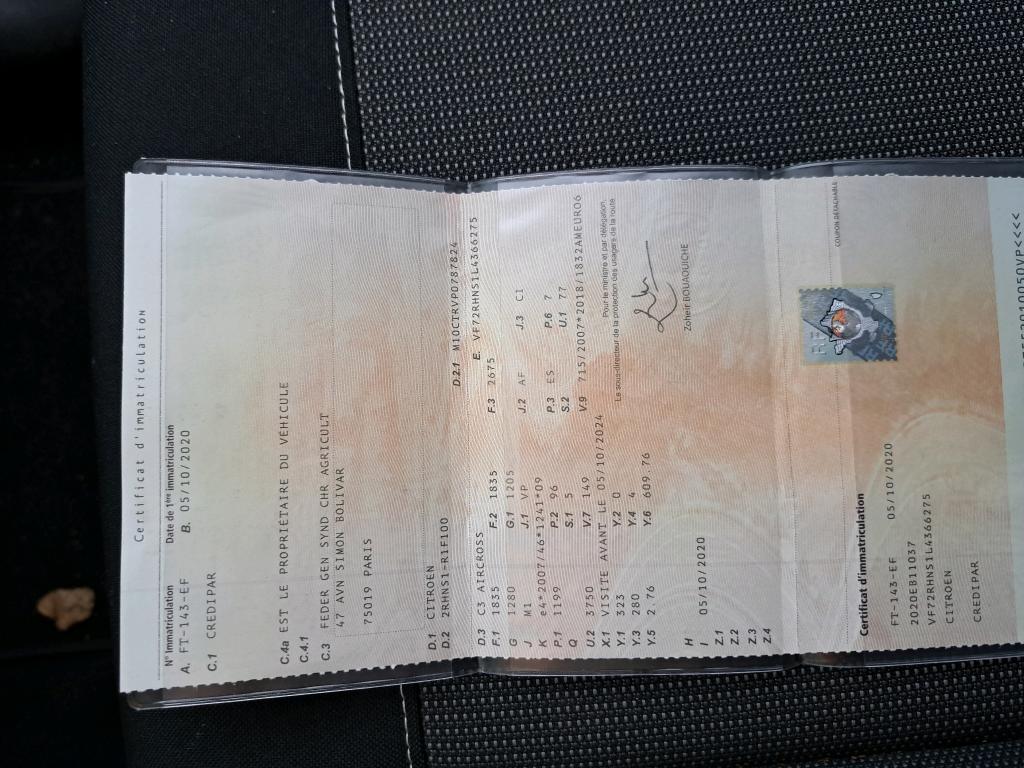 Certificat d'immatriculation
N° Immatriculation Date de 1ère immatriculation
A. FT-143-EF B. 05/10/2020
C.1 CREDIPAR
C.4a EST LE PROPRIÉTAIRE DU VÉHICULE
C.4.1
C.3 FEDER GEN SYND CHR AGRICULT
47 AVN SIMON BOLIVAR
75019 PARIS
D.1 CITROEN
D.2 2RHNS1-R1F100 D.2.1 M10CTRVP0787824
D.3 C3 AIRCROSS E. VF72RHNS1L4366275
F.1 1835 F.2 1835 F.3 2675
G 1280 G.1 1205
J M1 J.1 VP J.2 AF J.3 CI
K e4*2007/46*1241*09
P.1 1199 P.2 96 P.3 ES P.6 7
Q S.1 5 S.2 U.1 77
U.2 3750 V.7 149 V.9 715/2007*2018/1832AMEURO6
X.1 VISITE AVANT LE 05/10/2024
Y.1 323 Y.2 0
Y.3 280 Y.4 4
Y.5 2.76 Y.6 609.76
Pour le ministre et par délégation,
Le sous-directeur de la protection des usagers de la route
Zoheir BOUAOUICHE
H
I 05/10/2020
Z.1
Z.2
Z.3
Z.4
COUPON DÉTACHABLE
Certificat d'immatriculation
FT-143-EF 05/10/2020
2020EB11037
VF72RHNS1L4366275
CITROEN
CREDIPAR